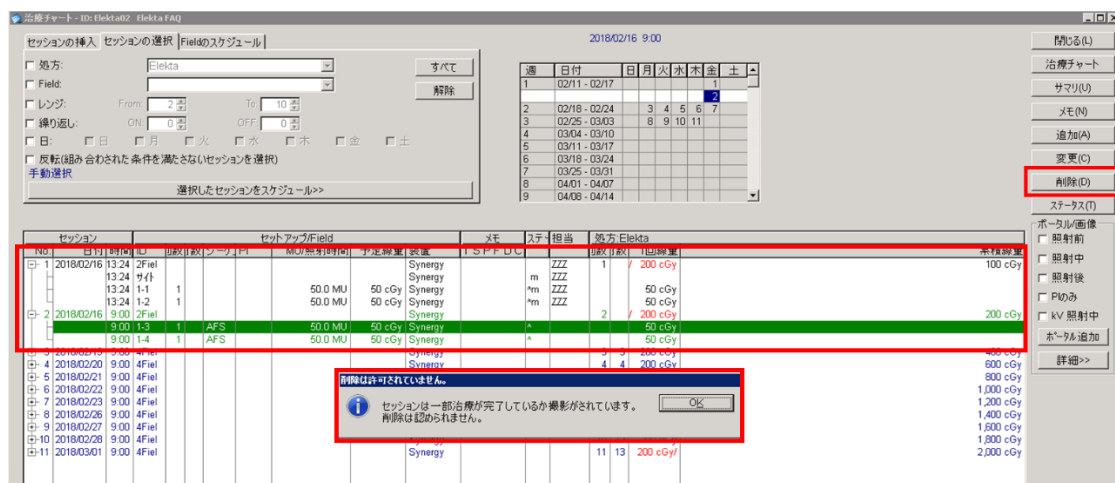 治療チャート - ID: Elekta02 Elekta FAQ
セッションの挿入 セッションの選択 Fieldのスケジュール
2018/02/16 9:00
処方: Elekta
Field:
レンジ: From: 2 To: 10
繰り返し: ON: 0 OFF: 0
日: 日 月 火 水 木 金 土
反転(組み合わされた条件を満たさないセッションを選択)
手動選択
選択したセッションをスケジュール>>
すべて
解除
週 日付 日 月 火 水 木 金 土
1 02/11 - 02/17 1
2
2 02/18 - 02/24 3 4 5 6 7
3 02/25 - 03/03 8 9 10 11
4 03/04 - 03/10
5 03/11 - 03/17
6 03/18 - 03/24
7 03/25 - 03/31
8 04/01 - 04/07
9 04/08 - 04/14
閉じる(L)
治療チャート
サマリ(U)
メモ(N)
追加(A)
変更(C)
削除(D)
ステータス(T)
ポータル/画像
照射前
照射中
照射後
PIのみ
kV 照射中
ポータル追加
詳細>>
セッション セットアップ/Field メモ ステ 担当 処方:Elekta
No 日付 時間 ID MU/照射時間 予定線量 装置 T S P F D C 1回線量 累積線量
1 2018/02/16 13:24 2Fiel Synergy ZZZ 1 / 200 cGy 100 cGy
13:24 サイト Synergy m ZZZ
13:24 1-1 1 50.0 MU 50 cGy Synergy ^m ZZZ 50 cGy
13:24 1-2 1 50.0 MU 50 cGy Synergy ^m ZZZ 50 cGy
2 2018/02/16 9:00 2Fiel Synergy 2 / 200 cGy 200 cGy
9:00 1-3 1 AFS 50.0 MU 50 cGy Synergy ^ 50 cGy
9:00 1-4 1 AFS 50.0 MU 50 cGy Synergy ^ 50 cGy
3 2018/02/19 9:00 4Fiel Synergy 3 3 200 cGy 400 cGy
4 2018/02/20 9:00 4Fiel Synergy 4 4 200 cGy 600 cGy
5 2018/02/21 9:00 4Fiel 800 cGy
6 2018/02/22 9:00 4Fiel 1,000 cGy
7 2018/02/23 9:00 4Fiel 1,200 cGy
8 2018/02/26 9:00 4Fiel 1,400 cGy
9 2018/02/27 9:00 4Fiel 1,600 cGy
10 2018/02/28 9:00 4Fiel 1,800 cGy
11 2018/03/01 9:00 4Fiel Synergy 11 13 200 cGy/ 2,000 cGy
削除は許可されていません。
セッションは一部治療が完了しているか撮影がされています。
削除は認められません。
OK